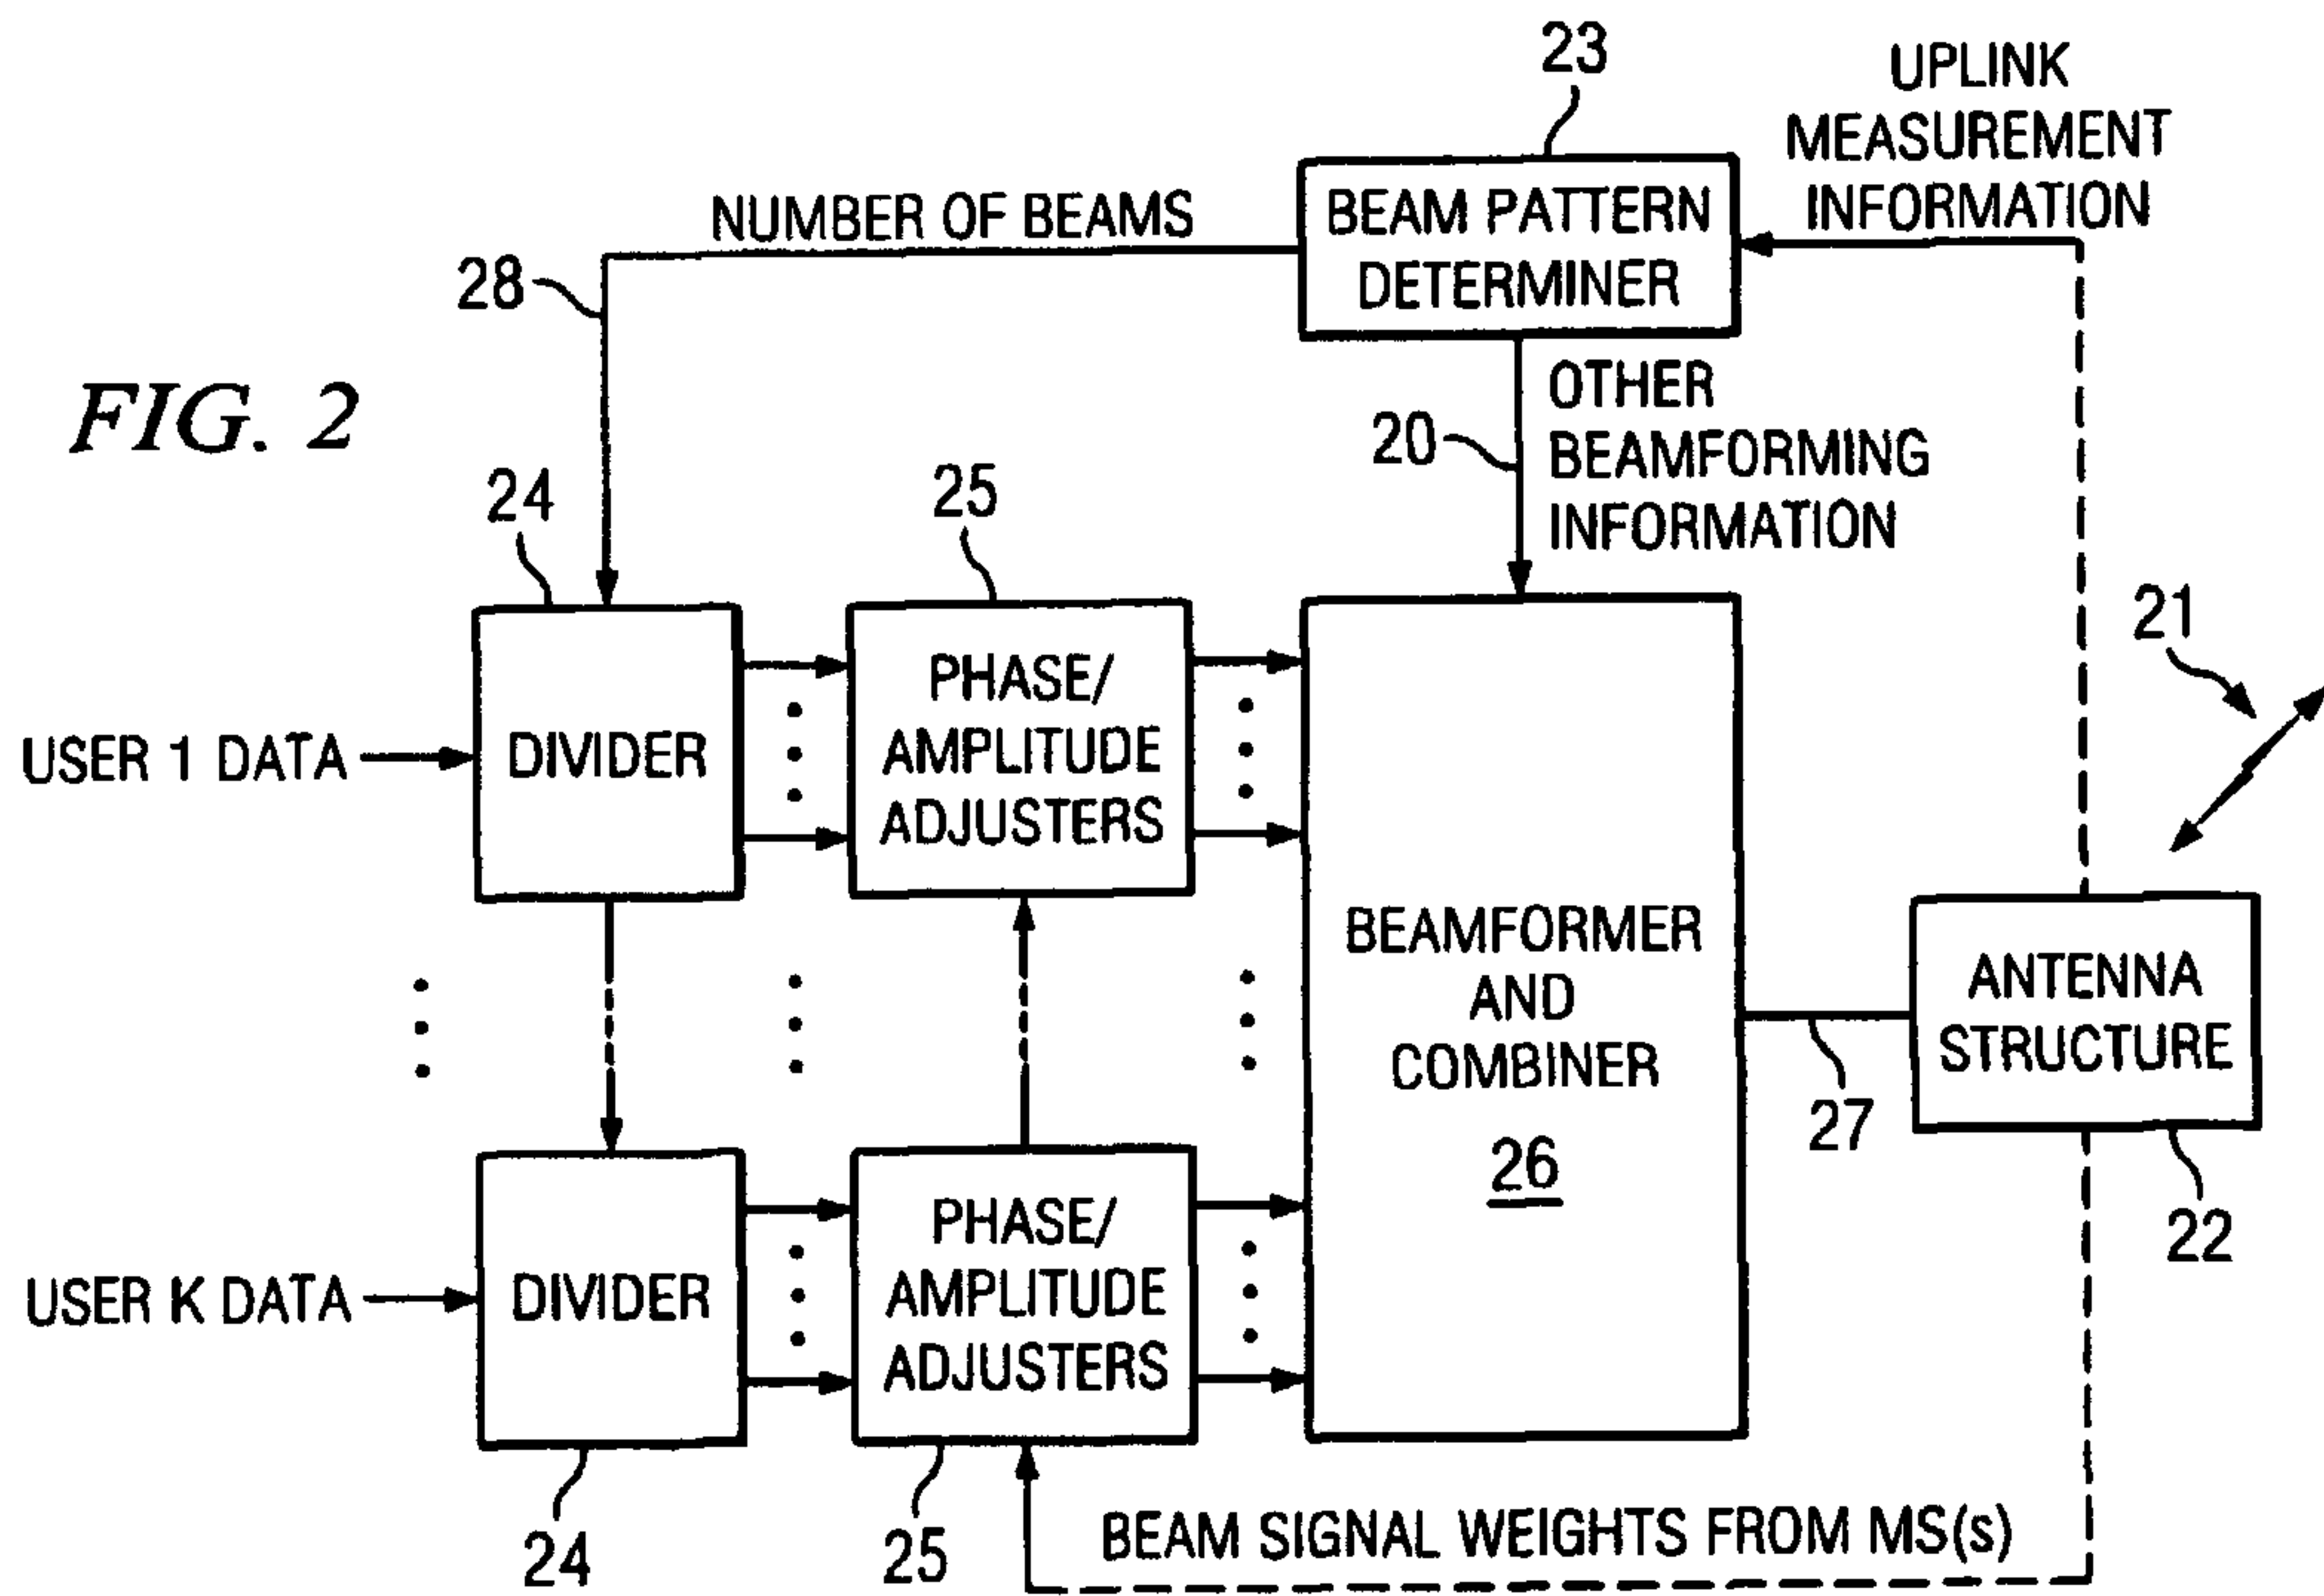 23
UPLINK
MEASUREMENT
INFORMATION
NUMBER OF BEAMS
BEAM PATTERN
DETERMINER
28
FIG. 2
20
OTHER
BEAMFORMING
INFORMATION
24
25
21
USER 1 DATA
DIVIDER
PHASE/
AMPLITUDE
ADJUSTERS
BEAMFORMER
AND
COMBINER
26
ANTENNA
STRUCTURE
27
22
USER K DATA
DIVIDER
PHASE/
AMPLITUDE
ADJUSTERS
24
25
BEAM SIGNAL WEIGHTS FROM MS(s)